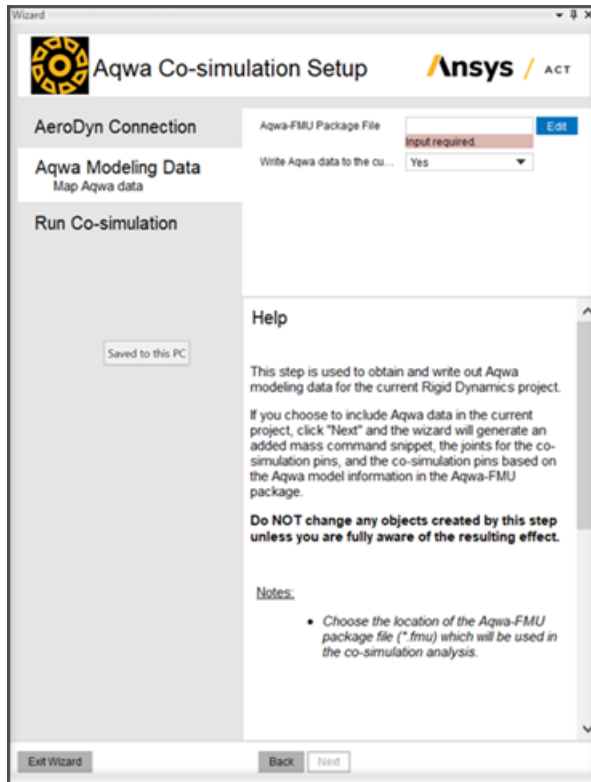 Wizard
Aqwa Co-simulation Setup
Ansys / ACT
AeroDyn Connection
Aqwa Modeling Data
Map Aqwa data
Run Co-simulation
Aqwa-FMU Package File
Edit
Input required.
Write Aqwa data to the cu...
Yes
Saved to this PC
Help
This step is used to obtain and write out Aqwa
modeling data for the current Rigid Dynamics project.
If you choose to include Aqwa data in the current
project, click "Next" and the wizard will generate an
added mass command snippet, the joints for the co-
simulation pins, and the co-simulation pins based on
the Aqwa model information in the Aqwa-FMU
package.
Do NOT change any objects created by this step
unless you are fully aware of the resulting effect.
Notes:
• Choose the location of the Aqwa-FMU
package file (*.fmu) which will be used in
the co-simulation analysis.
Exit Wizard
Back
Next